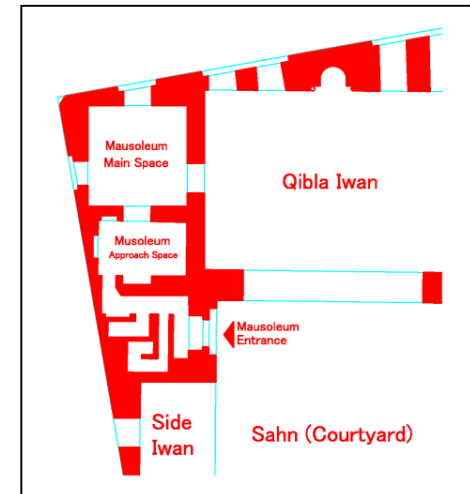 Mausoleum
Main Space
Qibla Iwan
Musoleum
Approach Space
Mausoleum
Entrance
Side
Iwan
Sahn (Courtyard)